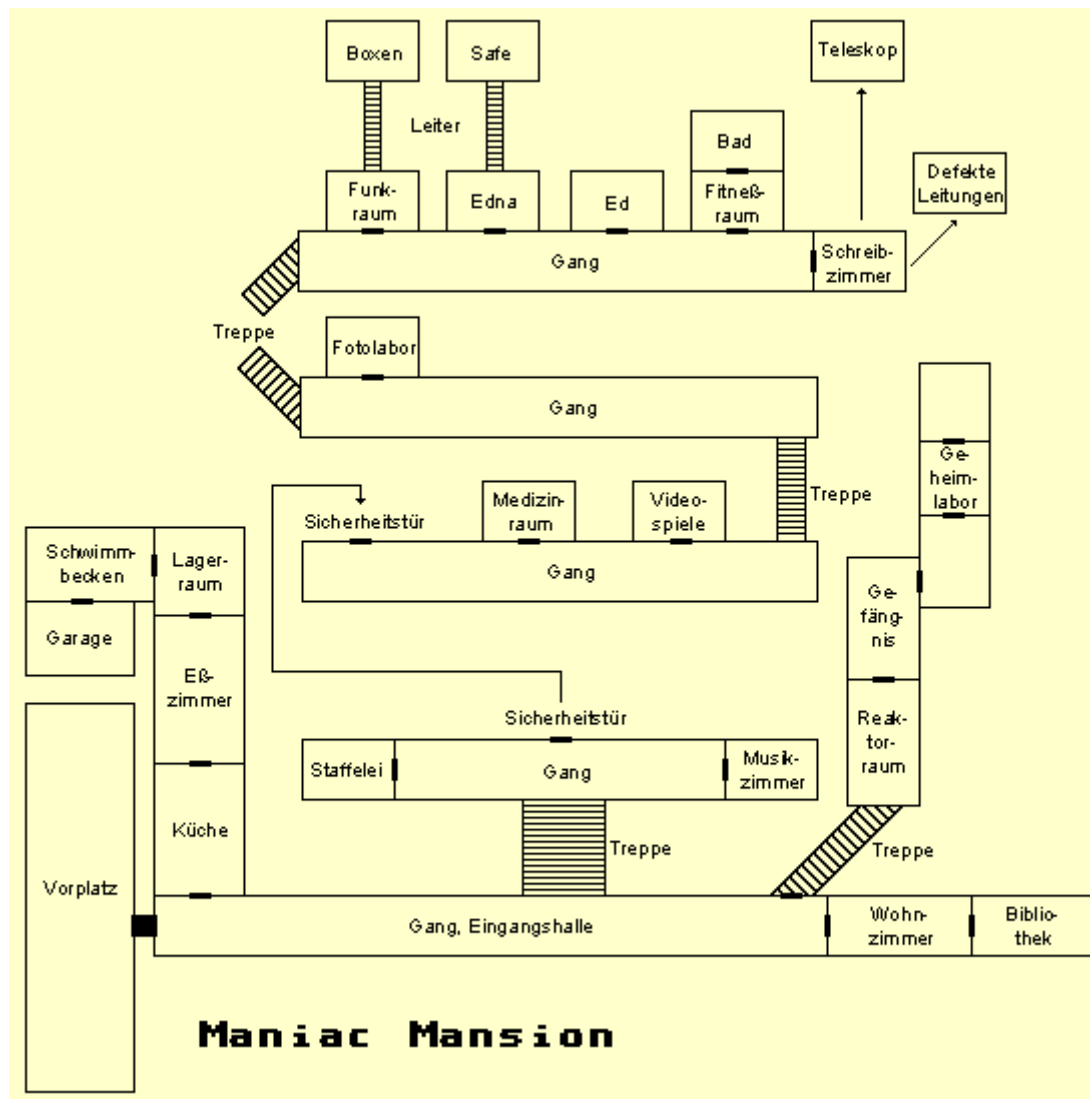 Boxen
Safe
Teleskop
Leiter
Bad
Defekte
Leitungen
Funk-
raum
Edna
Ed
Fitneß-
raum
Gang
Schreib-
zimmer
Treppe
Fotolabor
Gang
Ge-
heim-
labor
Treppe
Sicherheitstür
Medizin-
raum
Video-
spiele
Gang
Schwimm-
becken
Lager-
raum
Garage
Eß-
zimmer
Ge-
fäng-
nis
Sicherheitstür
Reak-
tor-
raum
Staffelei
Gang
Musik-
zimmer
Küche
Treppe
Treppe
Vorplatz
Gang, Eingangshalle
Wohn-
zimmer
Biblio-
thek
Maniac Mansion